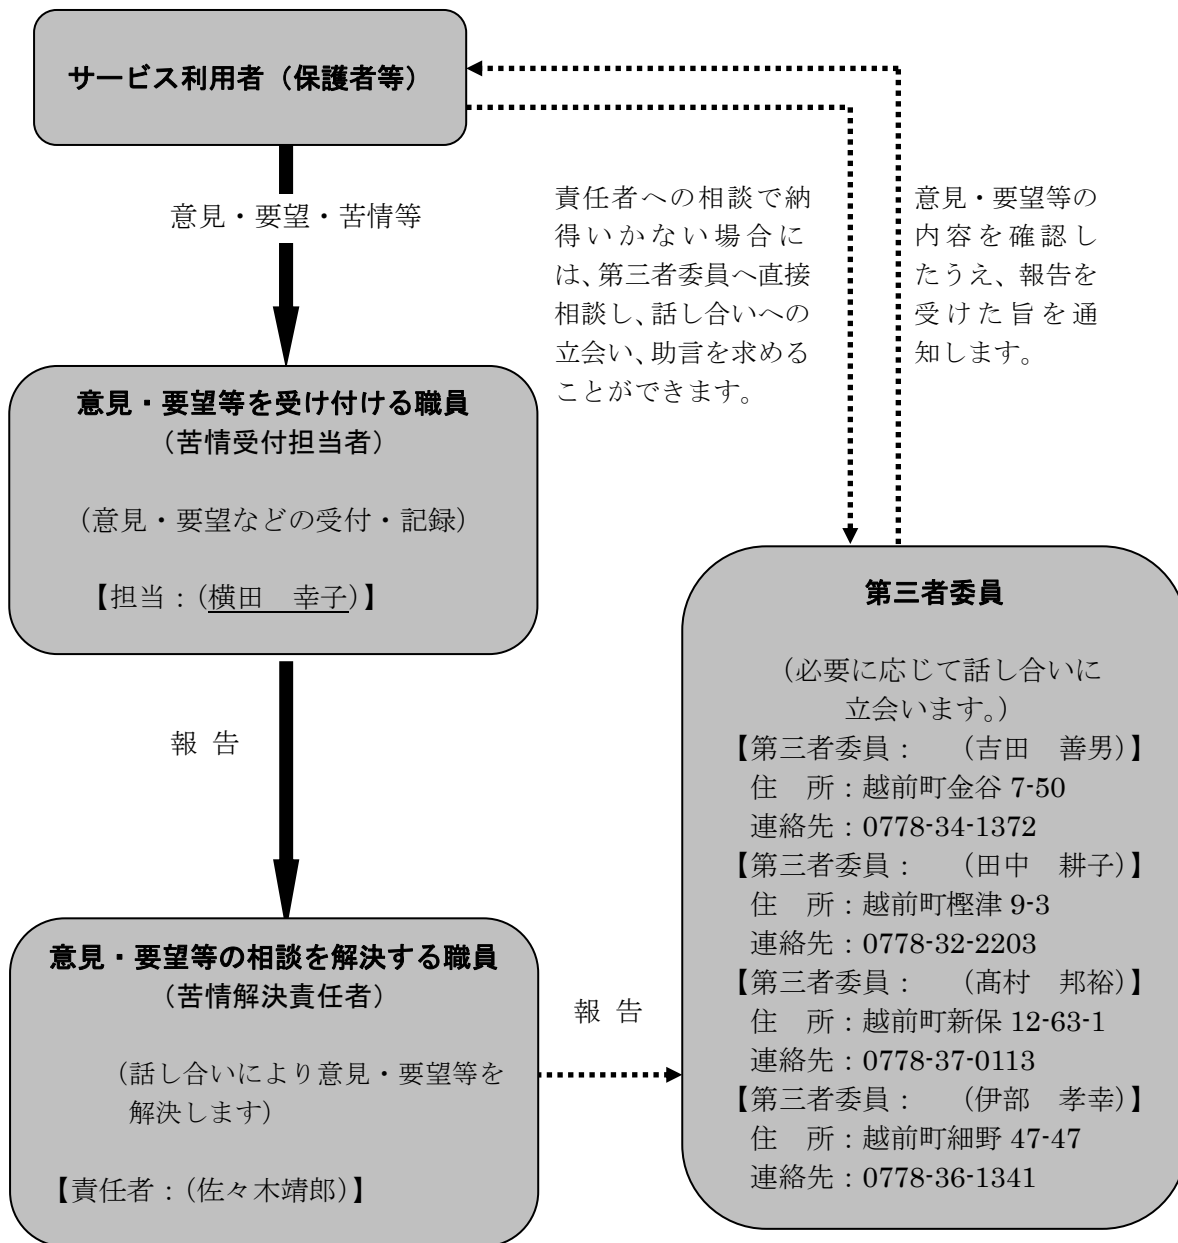 サービス利用者（保護者等）
意見・要望・苦情等
責任者への相談で納
得いかない場合に
は、第三者委員へ直接
相談し、話し合いへの
立会い、助言を求める
ことができます。
意見・要望等の
内容を確認し
たうえ、報告を
受けた旨を通
知します。
意見・要望等を受け付ける職員
（苦情受付担当者）
（意見・要望などの受付・記録）
【担当：（横田　幸子）】
報 告
意見・要望等の相談を解決する職員
（苦情解決責任者）
（話し合いにより意見・要望等を
解決します）
【責任者：（佐々木靖郎）】
報 告
第三者委員
（必要に応じて話し合いに
立会います。）
【第三者委員：　（吉田　善男）】
住　所：越前町金谷 7-50
連絡先：0778-34-1372
【第三者委員：　（田中　耕子）】
住　所：越前町樫津 9-3
連絡先：0778-32-2203
【第三者委員：　（髙村　邦裕）】
住　所：越前町新保 12-63-1
連絡先：0778-37-0113
【第三者委員：　（伊部　孝幸）】
住　所：越前町細野 47-47
連絡先：0778-36-1341